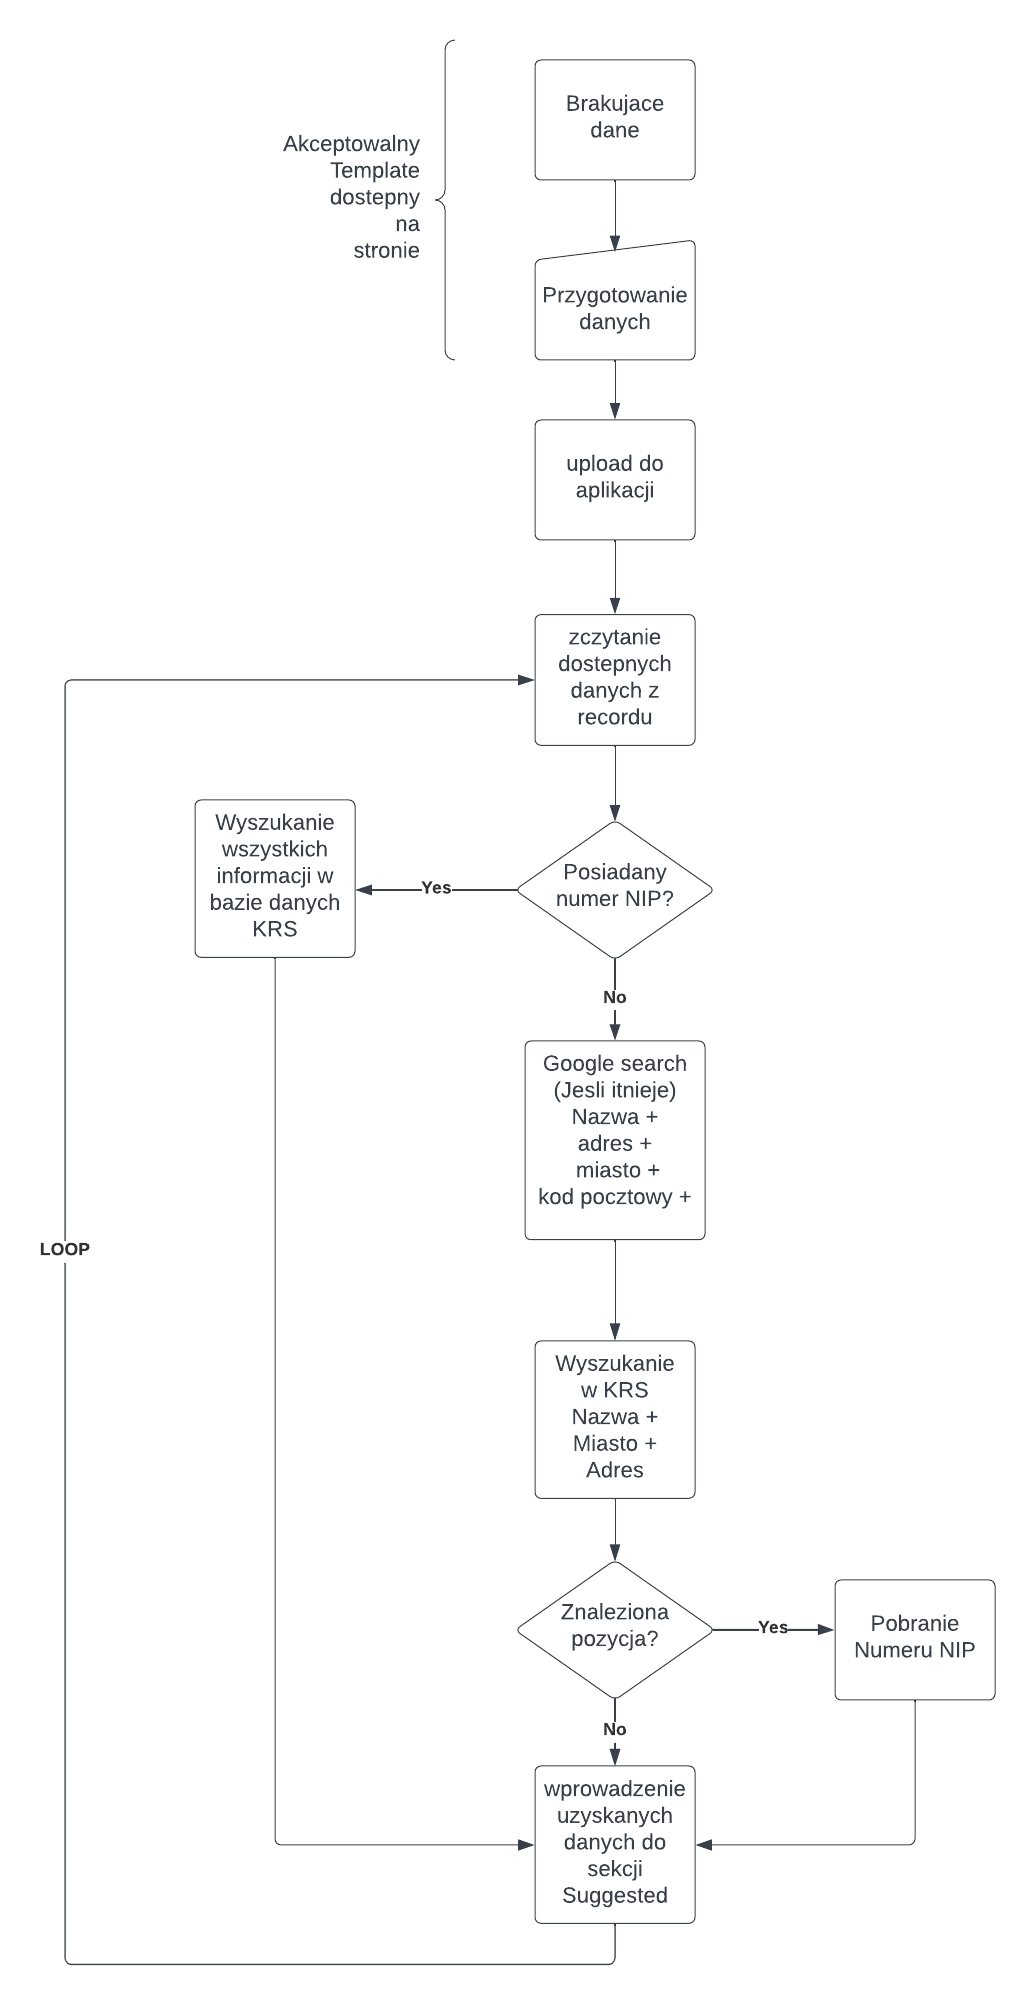 Brakujace
dane
Akceptowalny
Template
dostepny
na
stronie
Przygotowanie
danych
upload do
aplikacji
zczytanie
dostepnych
danych z
recordu
Wyszukanie
wszystkich
informacji w
bazie danych
KRS
Yes
Posiadany
numer NIP?
No
Google search
(Jesli itnieje)
Nazwa +
adres +
miasto +
kod pocztowy +
LOOP
Wyszukanie
w KRS
Nazwa +
Miasto +
Adres
Znaleziona
pozycja?
Yes
Pobranie
Numeru NIP
No
wprowadzenie
uzyskanych
danych do
sekcji
Suggested